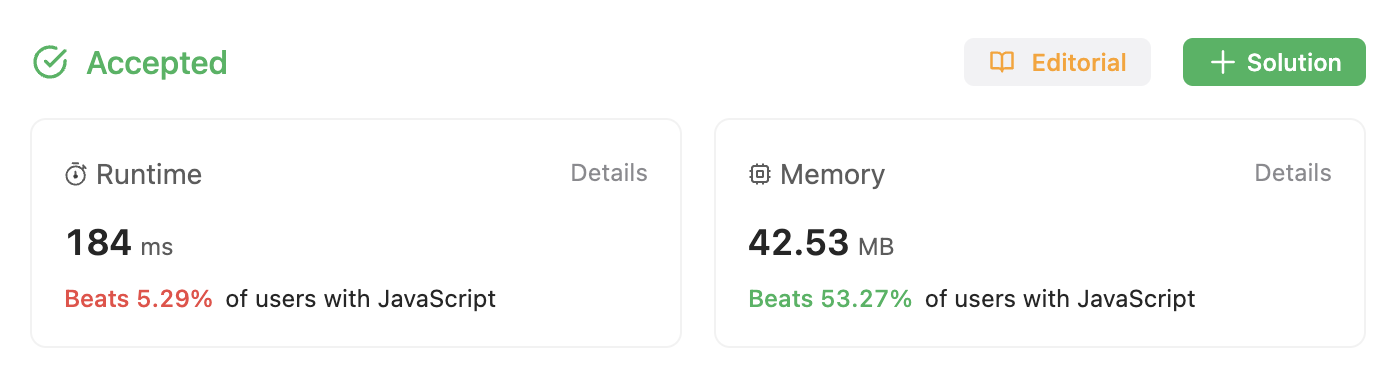 Accepted
Editorial
Solution
Runtime
Details
184 ms
Beats 5.29% of users with JavaScript
Memory
Details
42.53 MB
Beats 53.27% of users with JavaScript